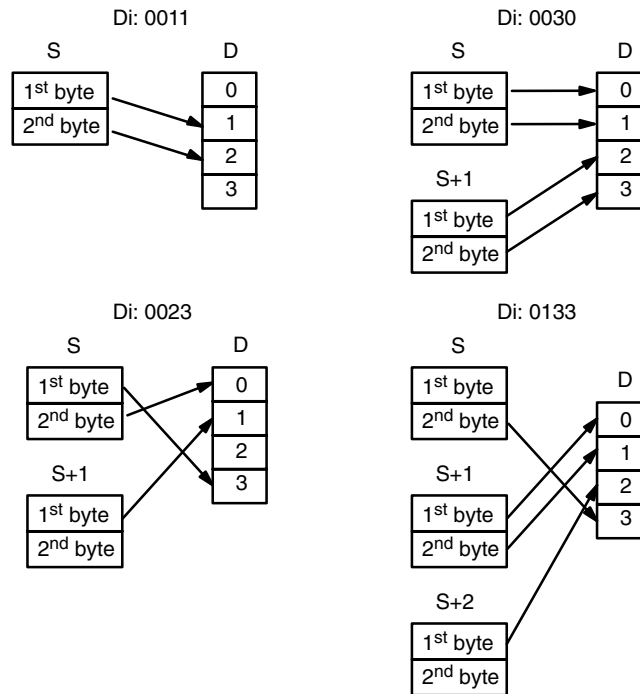 Di: 0011
S
D
1st byte
2nd byte
0
1
2
3
Di: 0030
S
D
1st byte
2nd byte
S+1
1st byte
2nd byte
0
1
2
3
Di: 0023
S
D
1st byte
2nd byte
S+1
1st byte
2nd byte
0
1
2
3
Di: 0133
S
D
1st byte
2nd byte
S+1
1st byte
2nd byte
S+2
1st byte
2nd byte
0
1
2
3